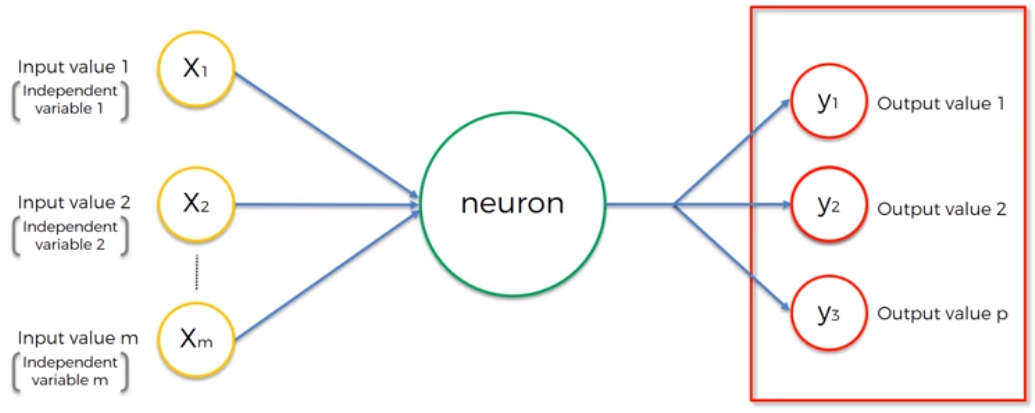 Input value 1
Independent
variable 1
X1
Input value 2
Independent
variable 2
X2
Input value m
Independent
variable m
Xm
neuron
y1
Output value 1
y2
Output value 2
y3
Output value p